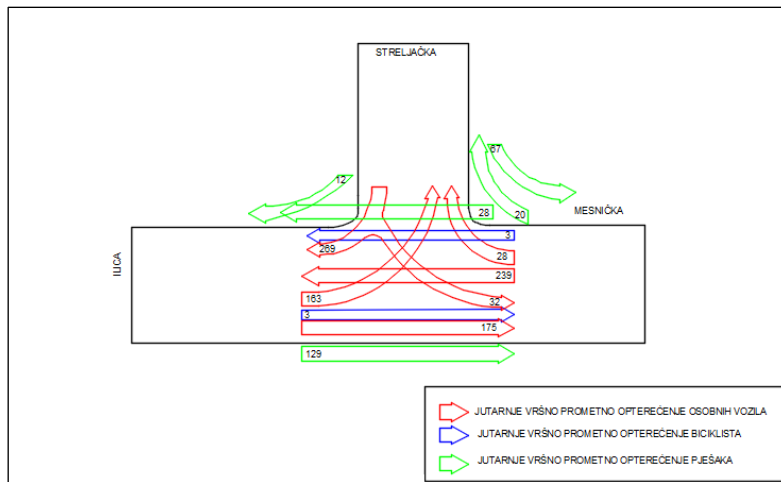 STRELJAČKA
67
12
28
20
MESNIČKA
3
269
28
ILICA
239
163
32
3
175
129
JUTARNJE VRŠNO PROMETNO OPTEREĆENJE OSOBNIH VOZILA
JUTARNJE VRŠNO PROMETNO OPTEREĆENJE BICIKLISTA
JUTARNJE VRŠNO PROMETNO OPTEREĆENJE PJEŠAKA